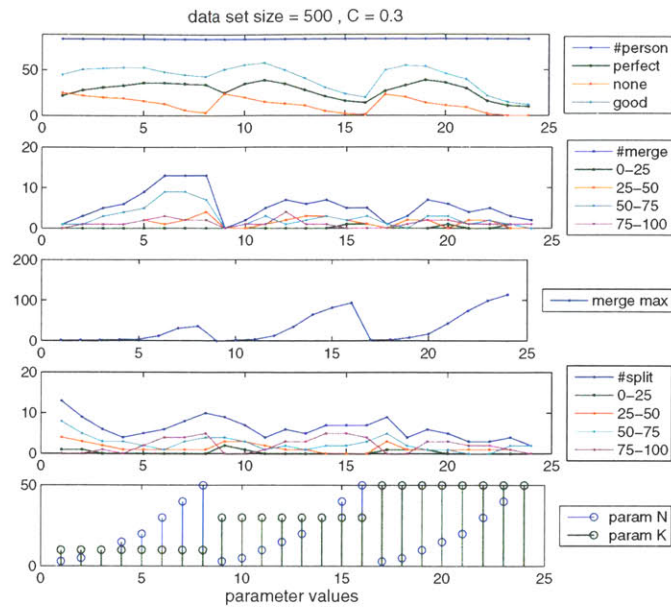 data set size = 500 , C = 0.3
50
0
0 5 10 15 20 25
#person
perfect
none
good
20
10
0
0 5 10 15 20 25
#merge
0–25
25–50
50–75
75–100
200
100
0
0 5 10 15 20 25
merge max
20
10
0
0 5 10 15 20 25
#split
0–25
25–50
50–75
75–100
50
0
0 5 10 15 20 25
parameter values
param N
param K